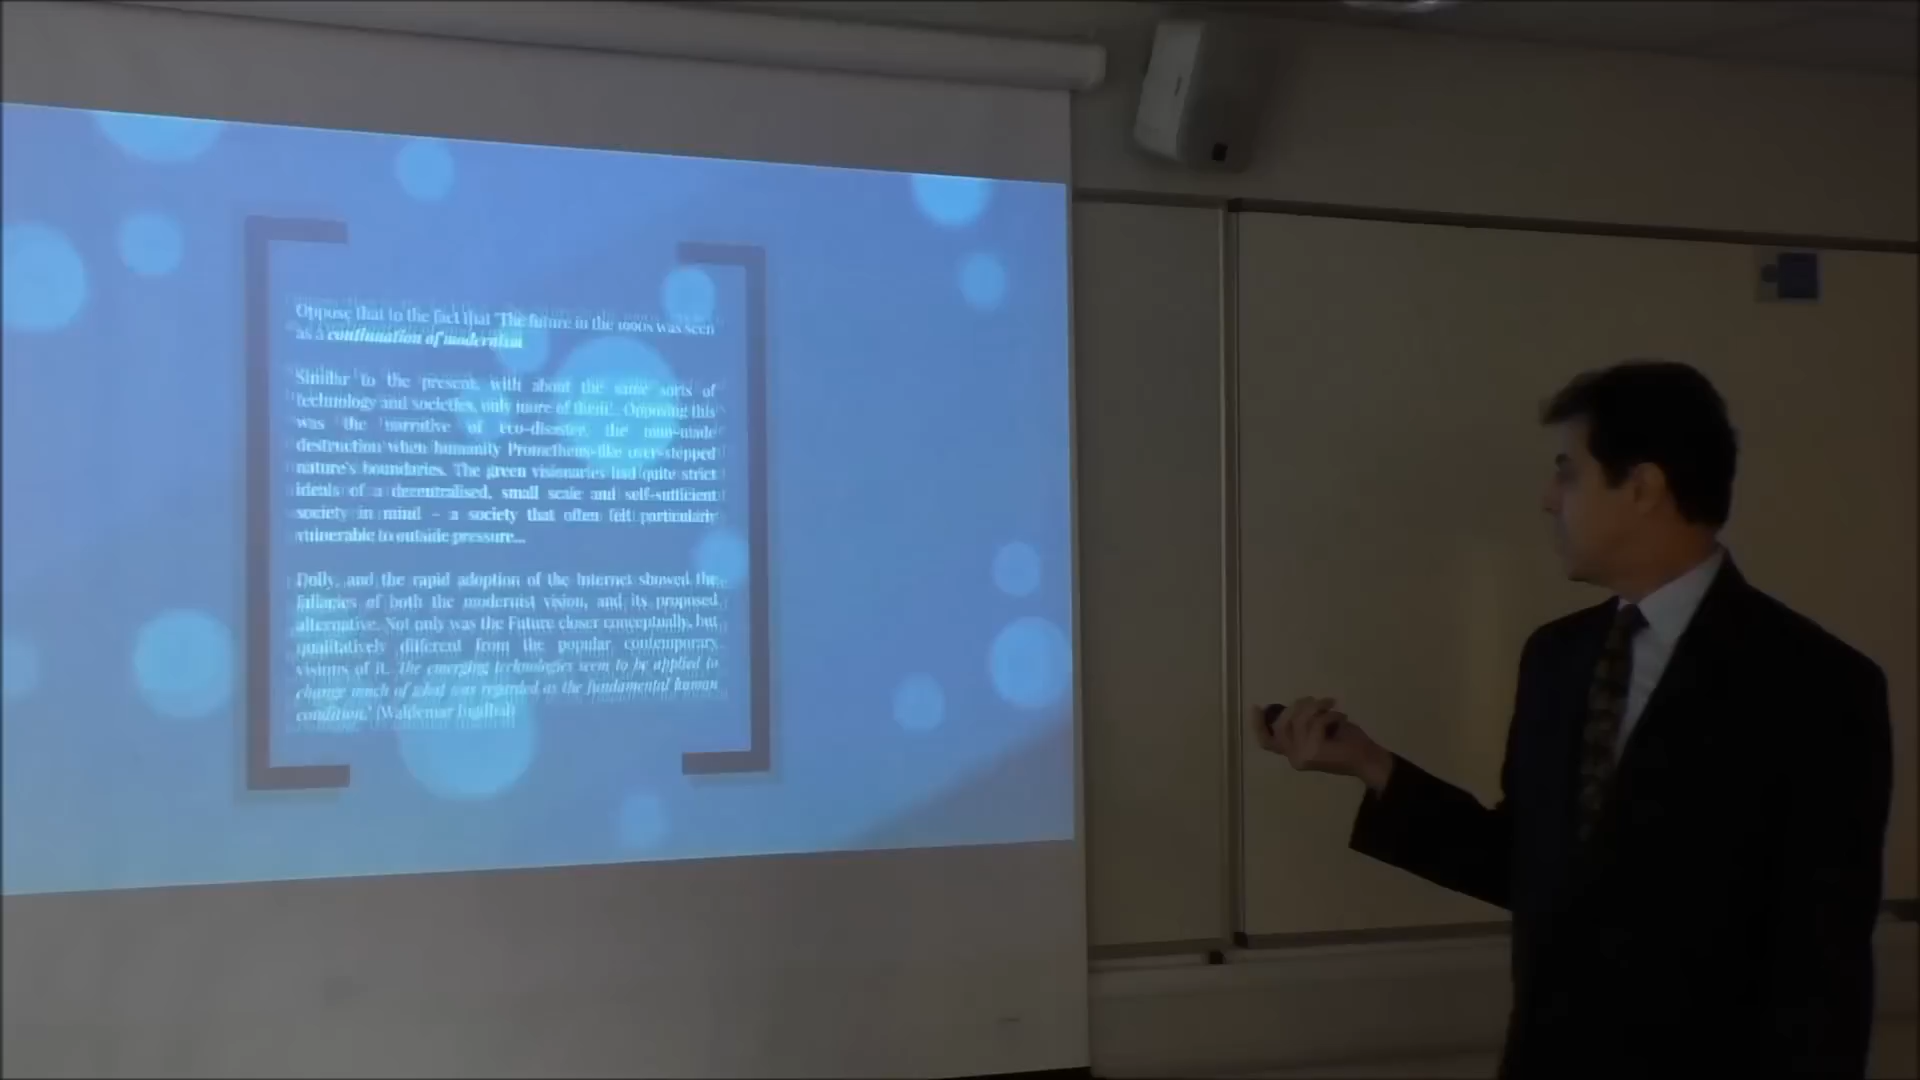 Oppose that to the fact that 'The future in the 1990s was seen
as a continuation of modernism
Similar to the present, with about the same sorts of
technology and societies, only more of them'. Opposing this
was 'the narrative of eco-disaster, the man-made
destruction when humanity Prometheus-like over-stepped
nature's boundaries. The green visionaries had quite strict
ideals of a decentralised, small scale and self-sufficient
society in mind – a society that often felt particularly
vulnerable to outside pressure...
Dolly, and the rapid adoption of the Internet showed the
fallacies of both the modernist vision, and its proposed
alternative. Not only was the Future closer conceptually, but
qualitatively different from the popular contemporary
visions of it. The emerging technologies seem to be applied to
change much of what was regarded as the fundamental human
condition.' (Waldemar